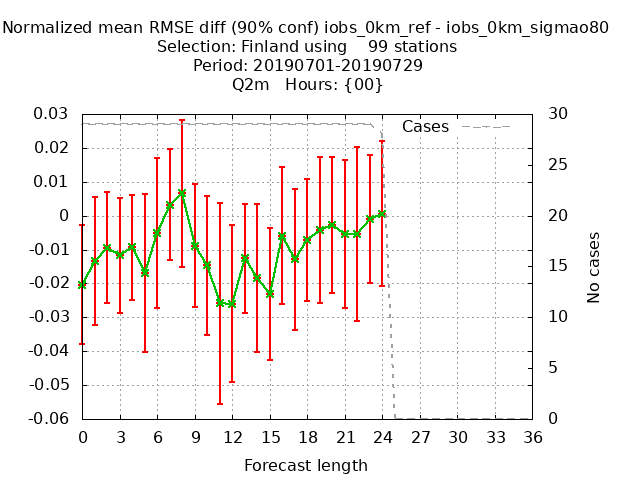 Normalized mean RMSE diff (90% conf) iobs_0km_ref - iobs_0km_sigmao80
Selection: Finland using    99 stations
Period: 20190701-20190729
Q2m   Hours: {00}
Cases
0.03
0.02
0.01
0
-0.01
-0.02
-0.03
-0.04
-0.05
-0.06
30
25
20
15
10
5
0
No cases
0 3 6 9 12 15 18 21 24 27 30 33 36
Forecast length